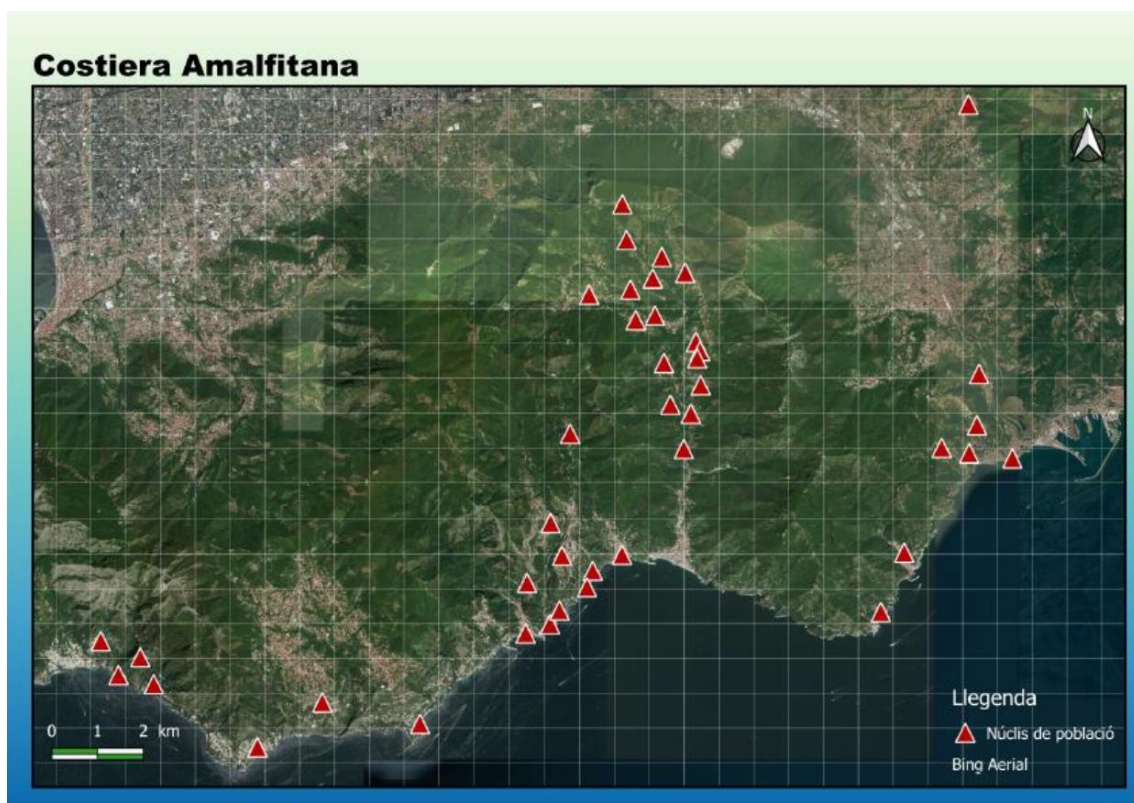 Costiera Amalfitana
N
Llegenda
Núclis de població
Bing Aerial
0 1 2 km